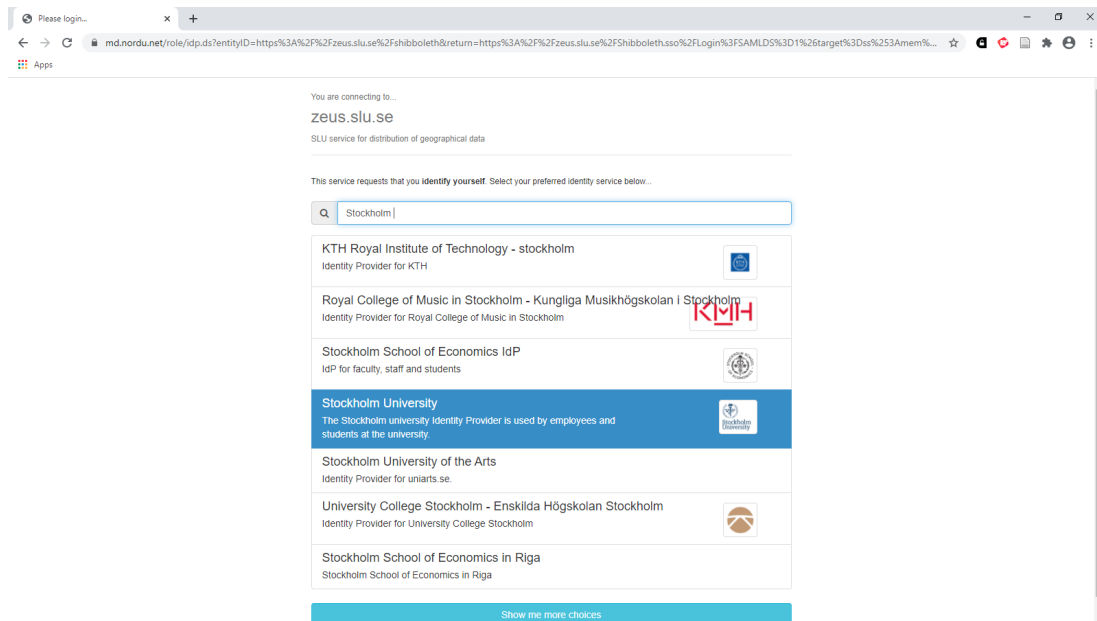 Please login...
md.nordu.net/role/idp.ds?entityID=https%3A%2F%2Fzeus.slu.se%2Fshibboleth&return=https%3A%2F%2Fzeus.slu.se%2FShibboleth.sso%2FLogin%3FSAMLDS%3D1%26target%3Dss%253Amem%...
Apps
You are connecting to...
zeus.slu.se
SLU service for distribution of geographical data
This service requests that you identify yourself. Select your preferred identity service below...
Stockholm
KTH Royal Institute of Technology - stockholm
Identity Provider for KTH
Royal College of Music in Stockholm - Kungliga Musikhögskolan i Stockholm
Identity Provider for Royal College of Music in Stockholm
KMH
Stockholm School of Economics IdP
IdP for faculty, staff and students
Stockholm University
The Stockholm university Identity Provider is used by employees and
students at the university.
Stockholm
University
Stockholm University of the Arts
Identity Provider for uniarts.se.
University College Stockholm - Enskilda Högskolan Stockholm
Identity Provider for University College Stockholm
Stockholm School of Economics in Riga
Stockholm School of Economics in Riga
Show me more choices